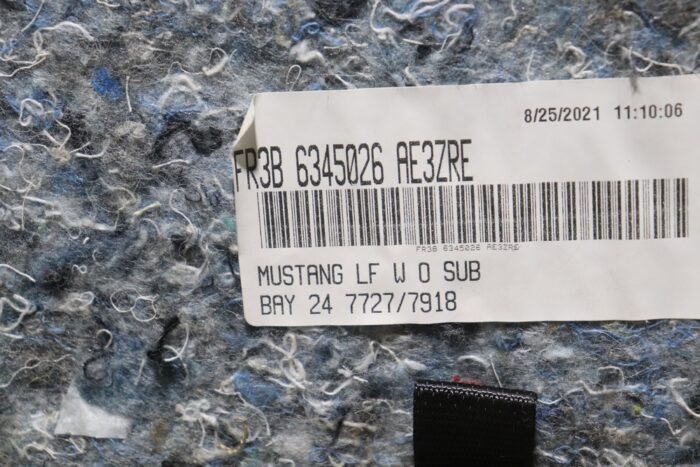 8/25/2021 11:10:06
FR3B 6345026 AE3ZRE
FR3B 6345026 AE3ZRE
MUSTANG LF W O SUB
BAY 24 7727/7918